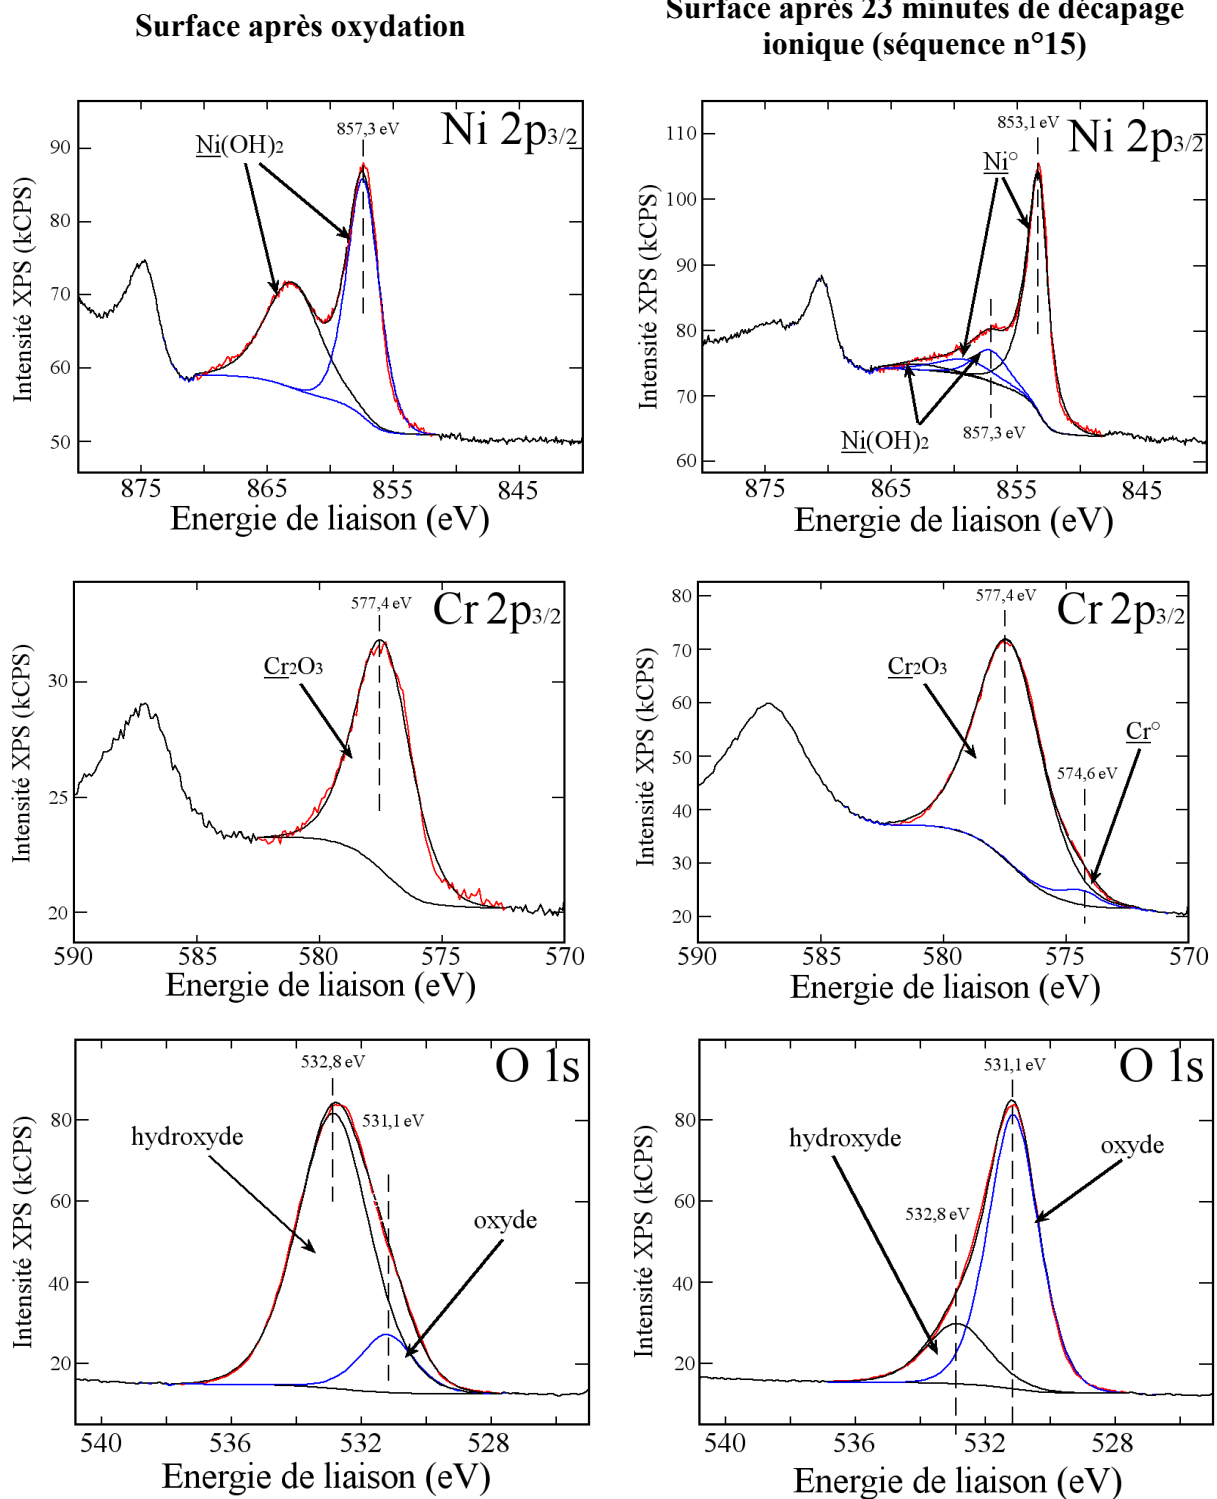 Surface après oxydation
Surface après 23 minutes de décapage
ionique (séquence n°15)
Ni 2p3/2
857,3 eV
Ni(OH)2
Intensité XPS (kCPS)
90
80
70
60
50
875
865
855
845
Energie de liaison (eV)
Ni 2p3/2
853,1 eV
Ni°
Ni(OH)2
857,3 eV
Intensité XPS (kCPS)
110
100
90
80
70
60
875
865
855
845
Energie de liaison (eV)
Cr 2p3/2
577,4 eV
Cr2O3
Intensité XPS (kCPS)
30
25
20
590
585
580
575
570
Energie de liaison (eV)
Cr 2p3/2
577,4 eV
Cr2O3
Cr°
574,6 eV
Intensité XPS (kCPS)
80
70
60
50
40
30
20
590
585
580
575
570
Energie de liaison (eV)
O 1s
532,8 eV
531,1 eV
hydroxyde
oxyde
Intensité XPS (kCPS)
80
60
40
20
540
536
532
528
Energie de liaison (eV)
O 1s
531,1 eV
hydroxyde
oxyde
532,8 eV
Intensité XPS (kCPS)
80
60
40
20
540
536
532
528
Energie de liaison (eV)